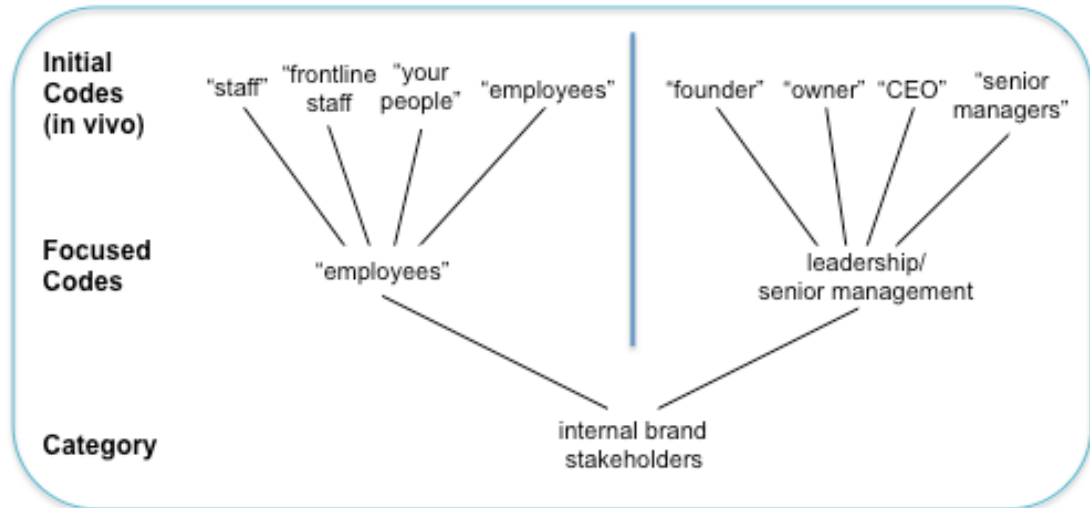 Initial
Codes
(in vivo)
“staff”
“frontline
staff
“your
people”
“employees”
“founder”
“owner”
“CEO”
“senior
managers”
Focused
Codes
“employees”
leadership/
senior management
Category
internal brand
stakeholders